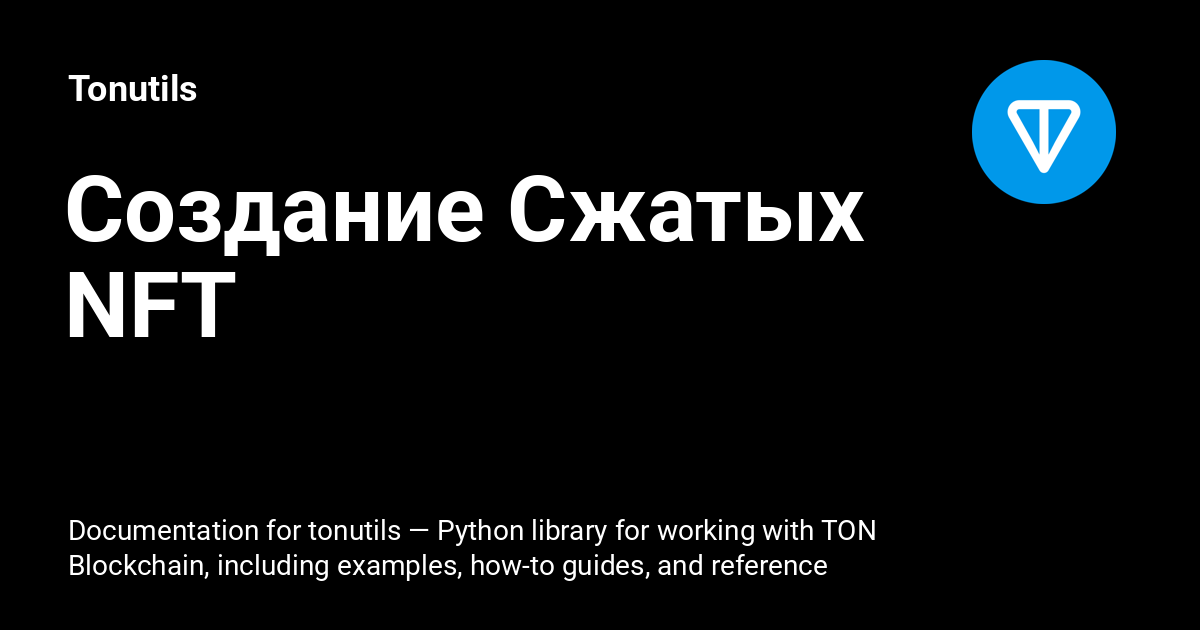 Tonutils
Создание Сжатых
NFT
Documentation for tonutils — Python library for working with TON
Blockchain, including examples, how-to guides, and reference